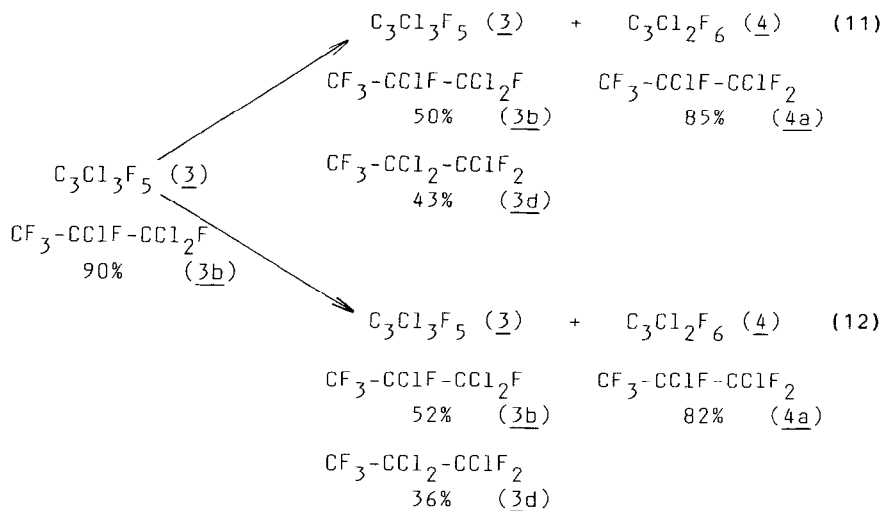 C₃Cl₃F₅ (3) + C₃Cl₂F₆ (4) (11)
CF₃-CClF-CCl₂F CF₃-CClF-CClF₂
50% (3b) 85% (4a)
CF₃-CCl₂-CClF₂
43% (3d)
C₃Cl₃F₅ (3)
CF₃-CClF-CCl₂F
90% (3b)
C₃Cl₃F₅ (3) + C₃Cl₂F₆ (4) (12)
CF₃-CClF-CCl₂F CF₃-CClF-CClF₂
52% (3b) 82% (4a)
CF₃-CCl₂-CClF₂
36% (3d)